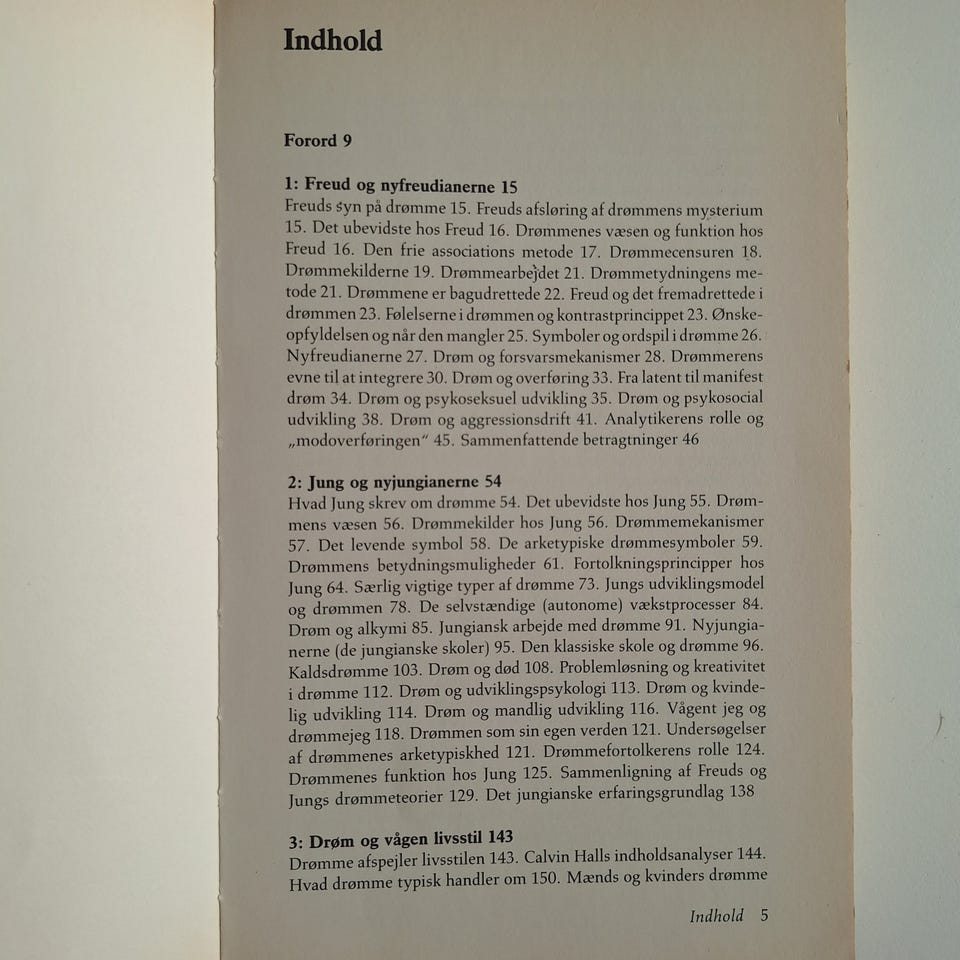 Indhold
Forord 9
1: Freud og nyfreudianerne 15
Freuds syn på drømme 15. Freuds afsløring af drømmens mysterium
15. Det ubevidste hos Freud 16. Drømmenes væsen og funktion hos
Freud 16. Den frie associations metode 17. Drømmecensuren 18.
Drømmekilderne 19. Drømmearbejdet 21. Drømmetydningens me-
tode 21. Drømmene er bagudrettede 22. Freud og det fremadrettede i
drømmen 23. Følelserne i drømmen og kontrastprincippet 23. Ønske-
opfyldelsen og når den mangler 25. Symboler og ordspil i drømme 26.
Nyfreudianerne 27. Drøm og forsvarsmekanismer 28. Drømmerens
evne til at integrere 30. Drøm og overføring 33. Fra latent til manifest
drøm 34. Drøm og psykoseksuel udvikling 35. Drøm og psykosocial
udvikling 38. Drøm og aggressionsdrift 41. Analytikerens rolle og
„modoverføringen“ 45. Sammenfattende betragtninger 46
2: Jung og nyjungianerne 54
Hvad Jung skrev om drømme 54. Det ubevidste hos Jung 55. Drøm-
mens væsen 56. Drømmekilder hos Jung 56. Drømmemekanismer
57. Det levende symbol 58. De arketypiske drømmesymboler 59.
Drømmens betydningsmuligheder 61. Fortolkningsprincipper hos
Jung 64. Særlig vigtige typer af drømme 73. Jungs udviklingsmodel
og drømmen 78. De selvstændige (autonome) vækstprocesser 84.
Drøm og alkymi 85. Jungiansk arbejde med drømme 91. Nyjungia-
nerne (de jungianske skoler) 95. Den klassiske skole og drømme 96.
Kaldsdrømme 103. Drøm og død 108. Problemløsning og kreativitet
i drømme 112. Drøm og udviklingspsykologi 113. Drøm og kvinde-
lig udvikling 114. Drøm og mandlig udvikling 116. Vågent jeg og
drømmejeg 118. Drømmen som sin egen verden 121. Undersøgelser
af drømmenes arketypiskhed 121. Drømmefortolkerens rolle 124.
Drømmenes funktion hos Jung 125. Sammenligning af Freuds og
Jungs drømmeteorier 129. Det jungianske erfaringsgrundlag 138
3: Drøm og vågen livsstil 143
Drømme afspejler livsstilen 143. Calvin Halls indholdsanalyser 144.
Hvad drømme typisk handler om 150. Mænds og kvinders drømme
Indhold 5